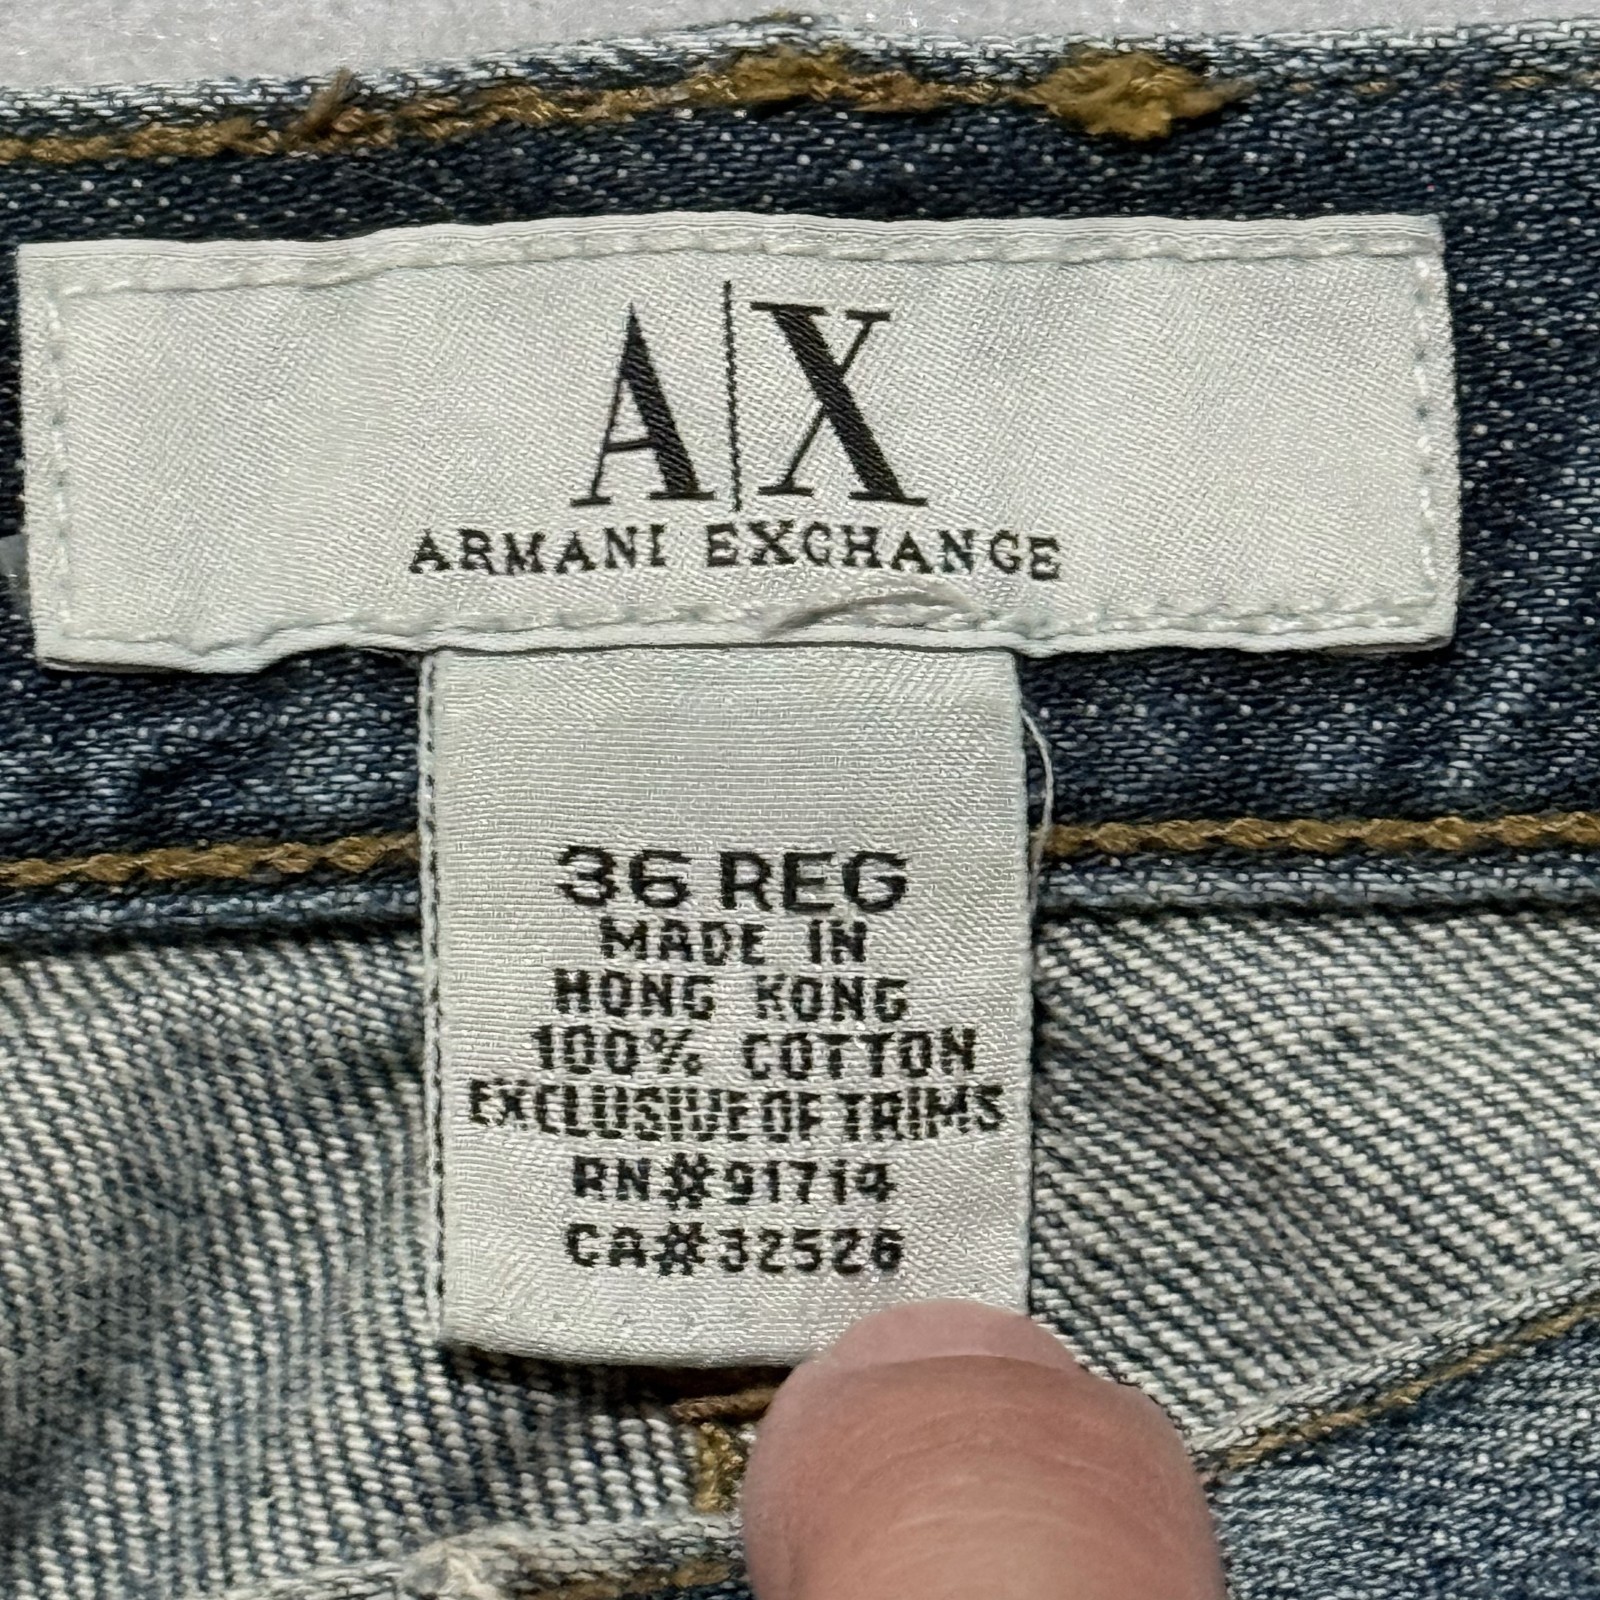 A|X
ARMANI EXCHANGE
36 REG
MADE IN
HONG KONG
100% COTTON
EXCLUSIVE OF TRIMS
RN#91714
CA#32526